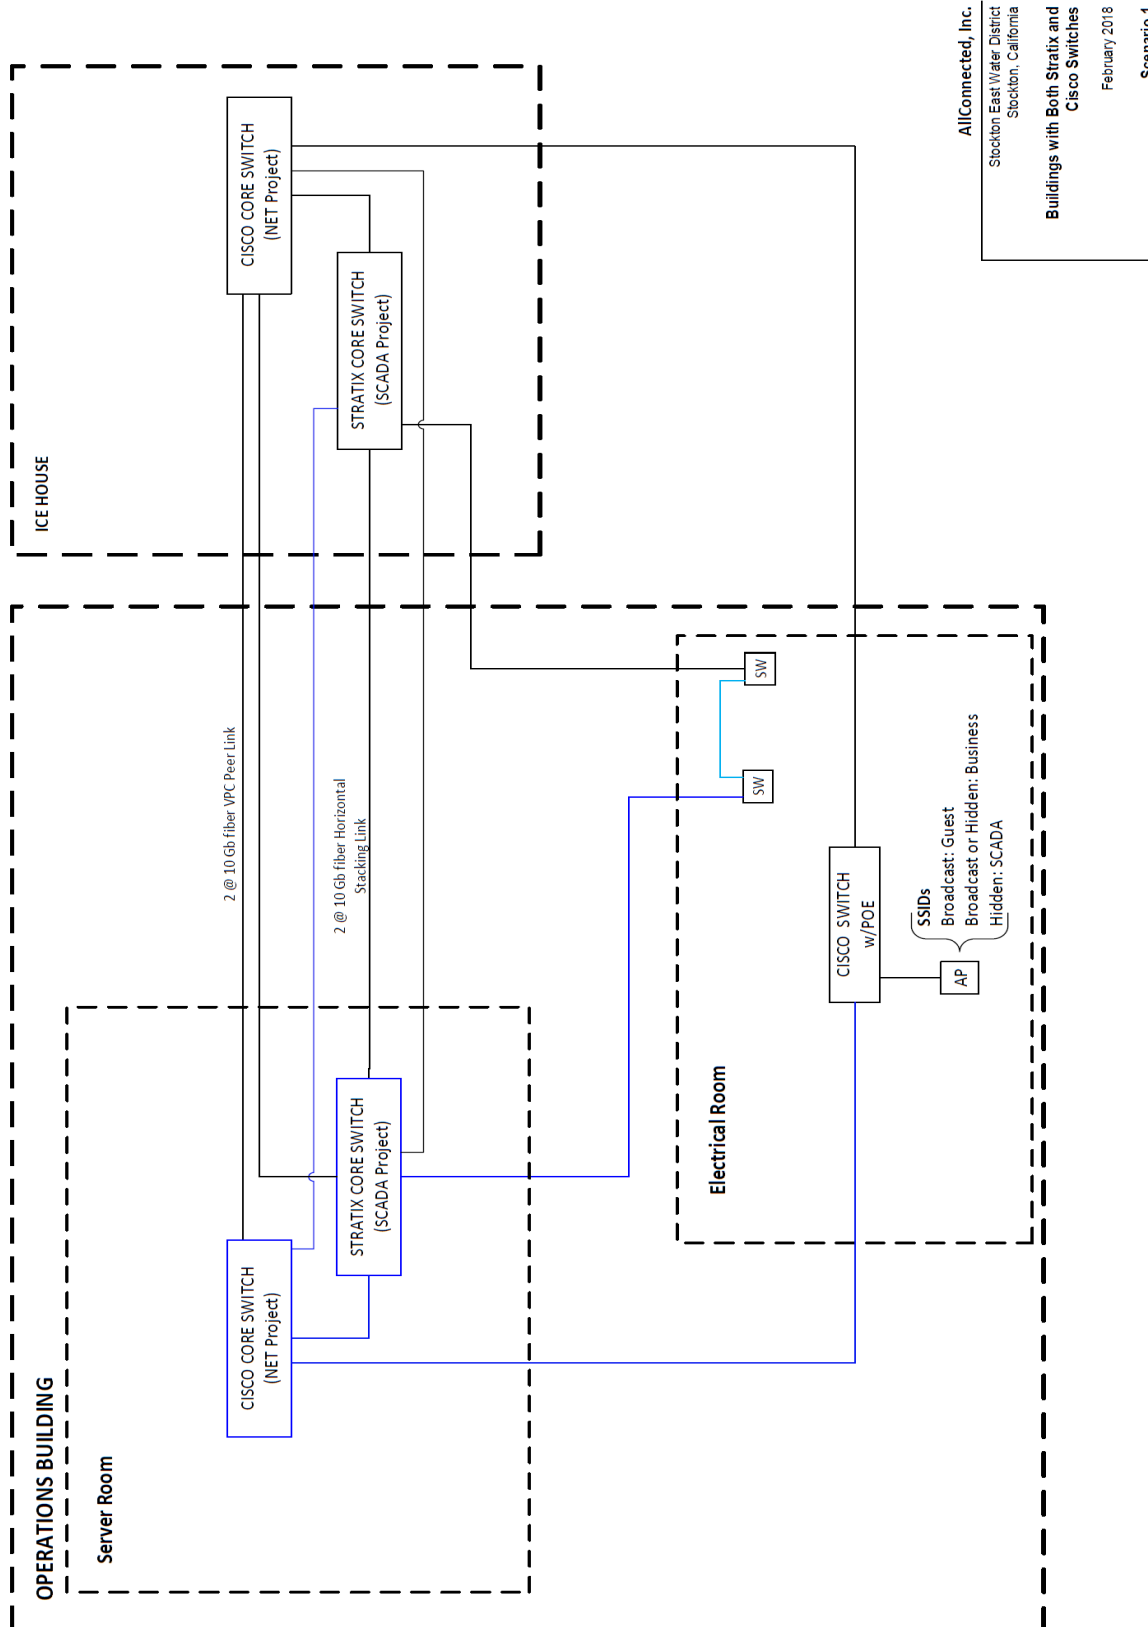 OPERATIONS BUILDING
Server Room
CISCO CORE SWITCH
(NET Project)
STRATIX CORE SWITCH
(SCADA Project)
2 @ 10 Gb fiber VPC Peer Link
2 @ 10 Gb fiber Horizontal
Stacking Link
ICE HOUSE
CISCO CORE SWITCH
(NET Project)
STRATIX CORE SWITCH
(SCADA Project)
Electrical Room
SW
SW
CISCO SWITCH
w/POE
AP
SSIDs
Broadcast: Guest
Broadcast or Hidden: Business
Hidden: SCADA
AllConnected, Inc.
Stockton East Water District
Stockton, California
Buildings with Both Stratix and
Cisco Switches
February 2018
Scenario 1